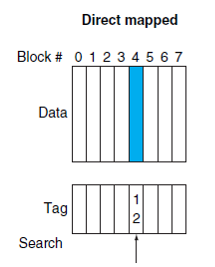 Direct mapped
Block # 0 1 2 3 4 5 6 7
Data
Tag
1
2
Search